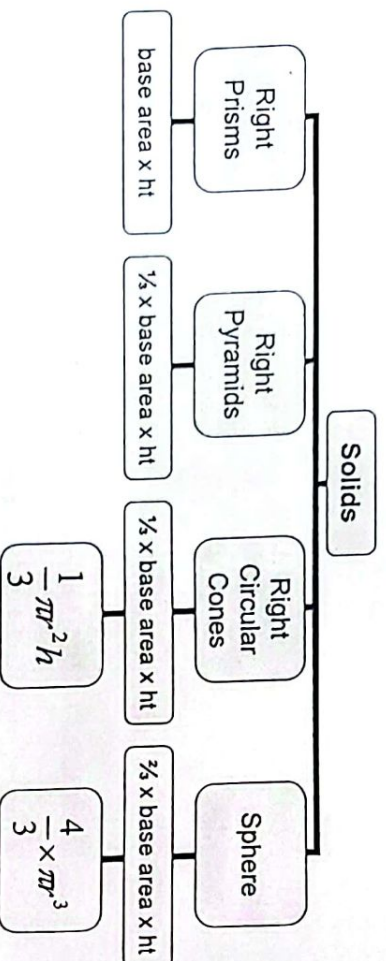 Solids
Right
Prisms
Right
Pyramids
Right
Circular
Cones
Sphere
base area x ht
⅓ x base area x ht
⅓ x base area x ht
⅔ x base area x ht
1/3 πr²h
4/3 × πr³